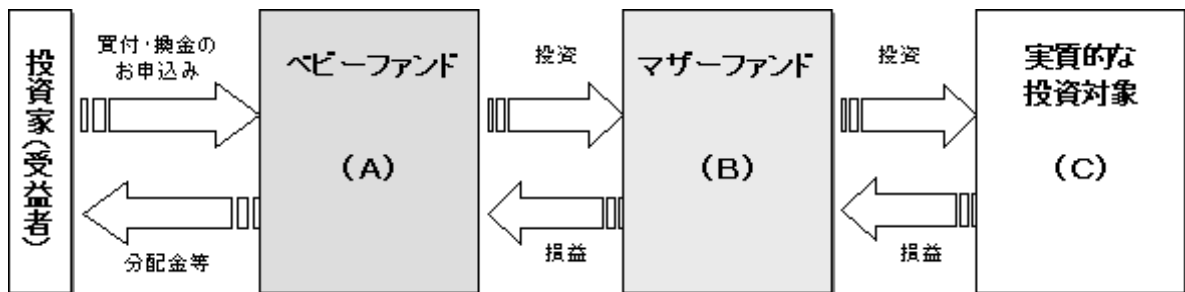 投資家(受益者)
買付・換金の
お申込み
分配金等
ベビーファンド
(A)
投資
損益
マザーファンド
(B)
投資
損益
実質的な
投資対象
(C)